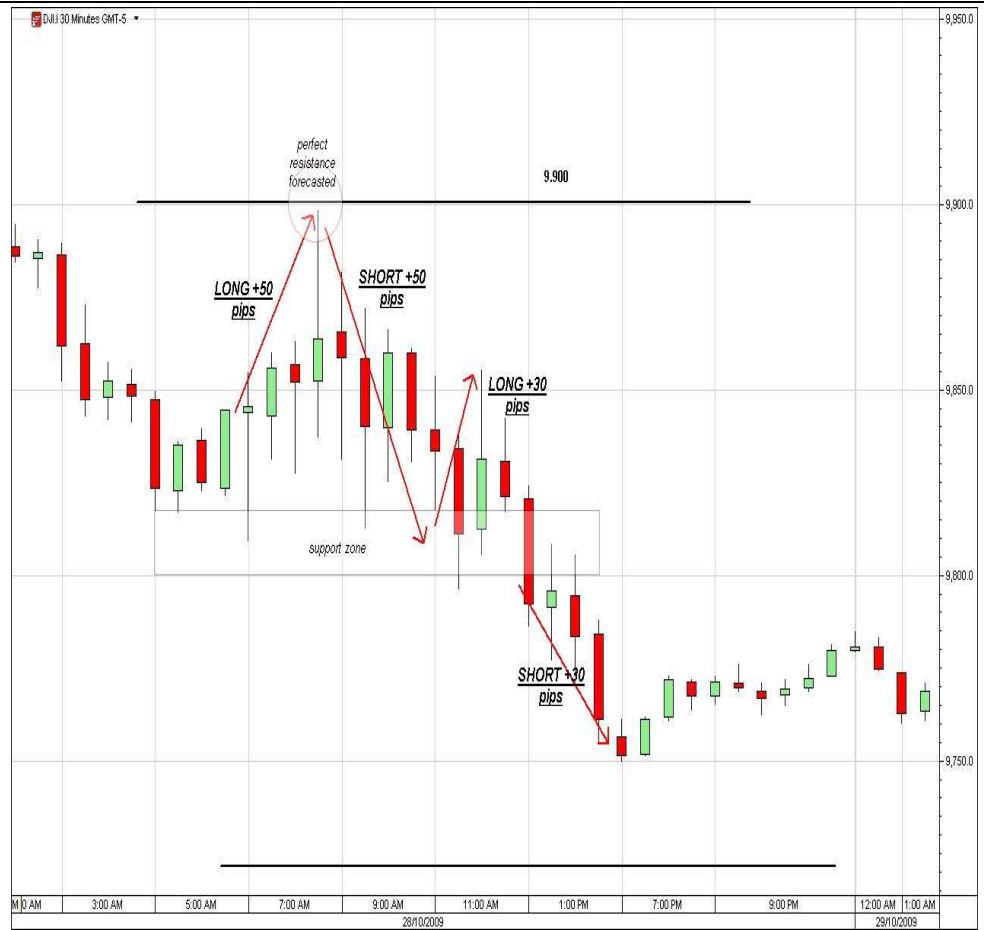 DJI.I 30 Minutes GMT-5
9,950.0
perfect
resistance
forecasted
9.900
9,900.0
LONG +50
pips
SHORT +50
pips
LONG +30
pips
9,850.0
support zone
9,800.0
SHORT +30
pips
9,750.0
M 0 AM 3:00 AM 5:00 AM 7:00 AM 9:00 AM 11:00 AM 1:00 PM 7:00 PM 9:00 PM 12:00 AM 1:00 AM
28/10/2009 29/10/2009